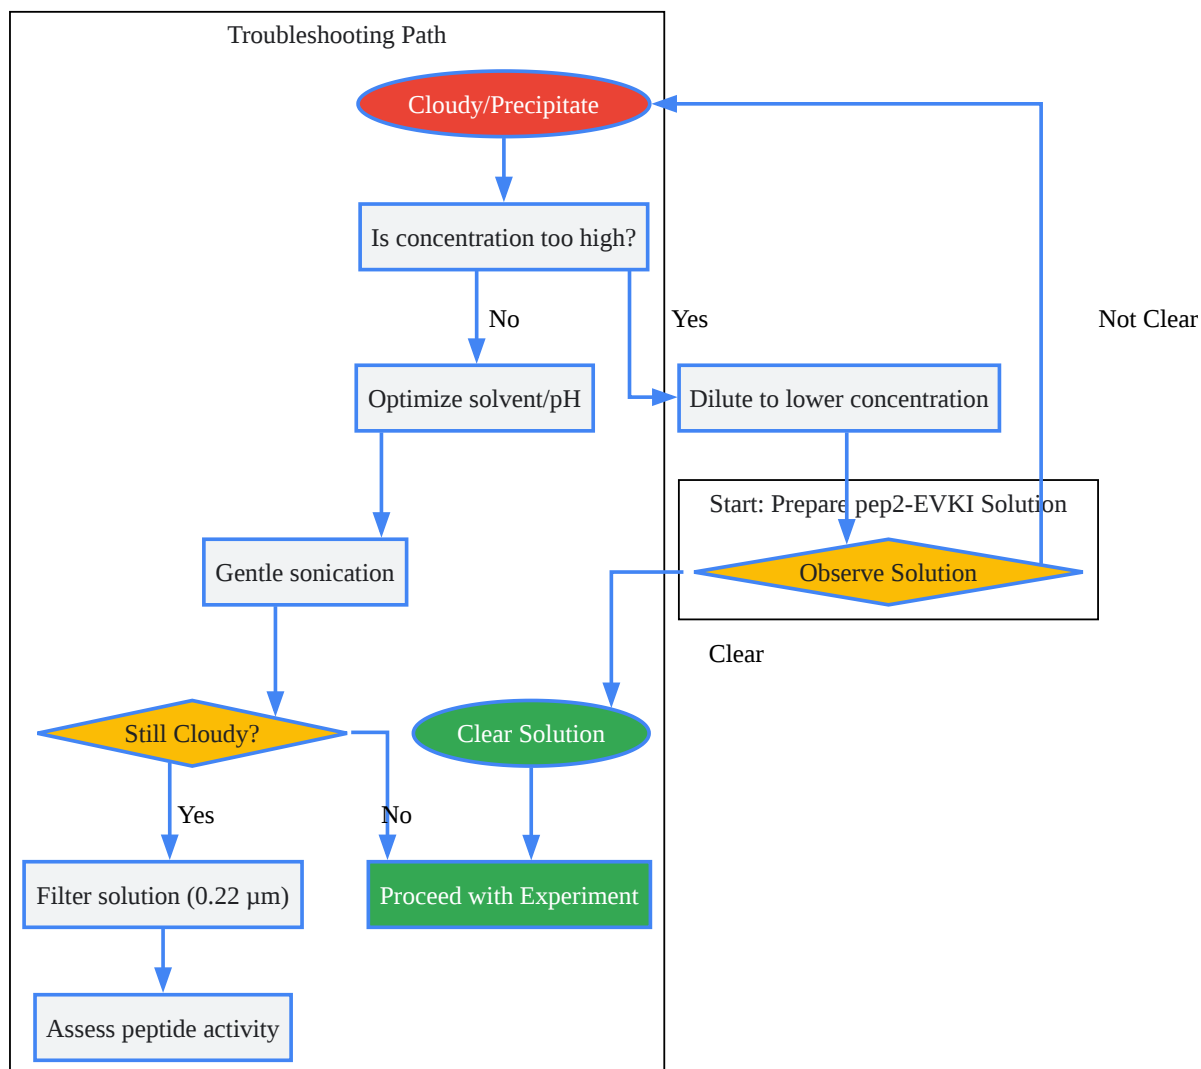 Troubleshooting Path
Cloudy/Precipitate
Is concentration too high?
No
Yes
Not Clear
Optimize solvent/pH
Dilute to lower concentration
Start: Prepare pep2-EVKI Solution
Gentle sonication
Observe Solution
Clear
Still Cloudy?
Clear Solution
Yes
No
Filter solution (0.22 µm)
Proceed with Experiment
Assess peptide activity